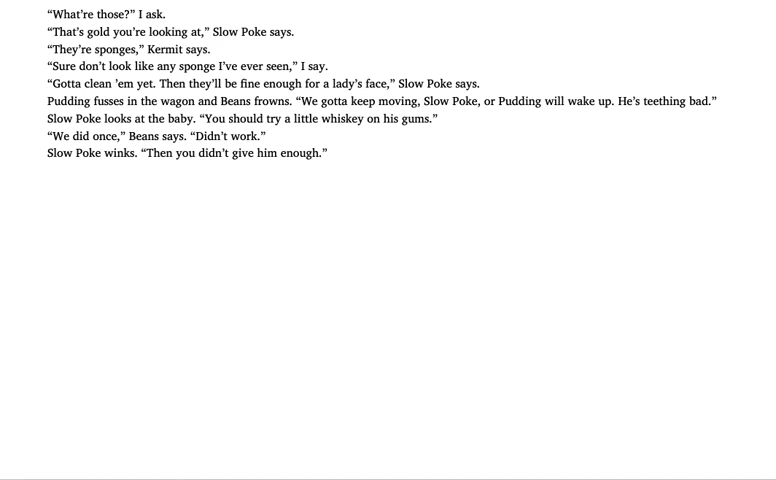 “What’re those?” I ask.
“That’s gold you’re looking at,” Slow Poke says.
“They’re sponges,” Kermit says.
“Sure don’t look like any sponge I’ve ever seen,” I say.
“Gotta clean ’em yet. Then they’ll be fine enough for a lady’s face,” Slow Poke says.
Pudding fusses in the wagon and Beans frowns. “We gotta keep moving, Slow Poke, or Pudding will wake up. He’s teething bad.”
Slow Poke looks at the baby. “You should try a little whiskey on his gums.”
“We did once,” Beans says. “Didn’t work.”
Slow Poke winks. “Then you didn’t give him enough.”